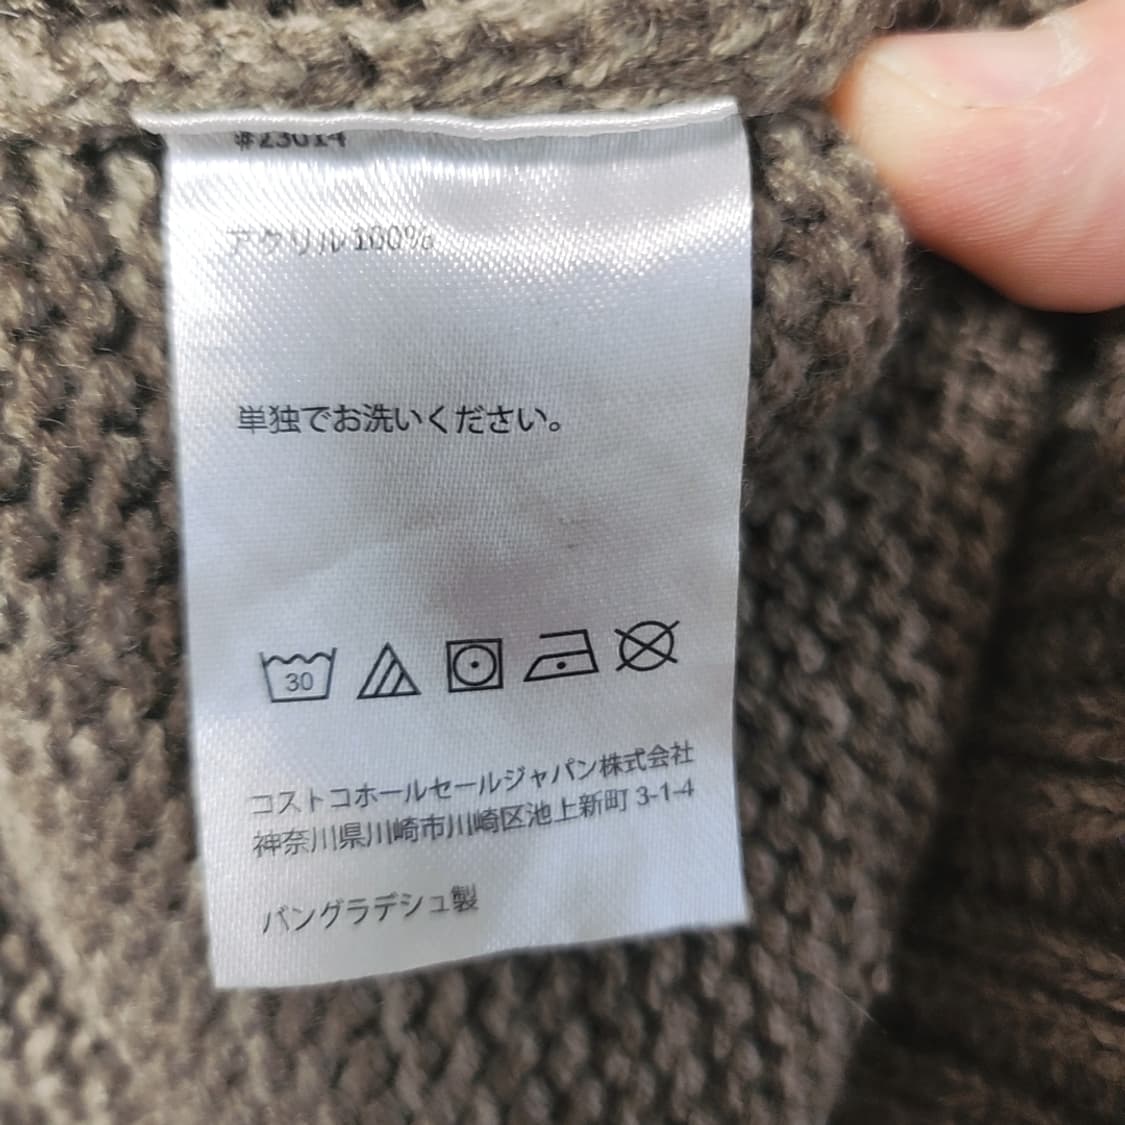 #23014
アクリル 100%
単独でお洗いください。
30
コストコホールセールジャパン株式会社
神奈川県川崎市川崎区池上新町 3-1-4
バングラデシュ製